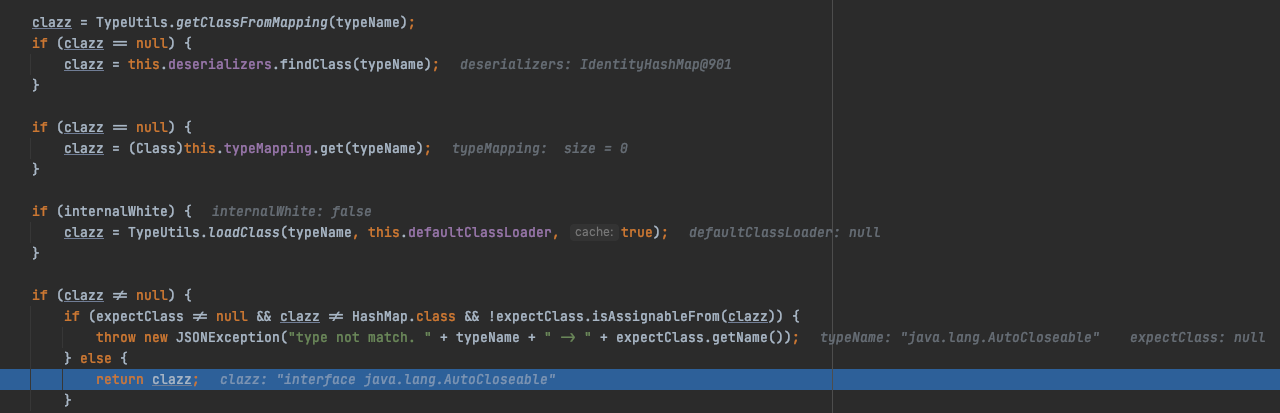 clazz = TypeUtils.getClassFromMapping(typeName);
if (clazz == null) {
    clazz = this.deserializers.findClass(typeName);   deserializers: IdentityHashMap@901
}

if (clazz == null) {
    clazz = (Class)this.typeMapping.get(typeName);   typeMapping:  size = 0
}

if (internalWhite) {   internalWhite: false
    clazz = TypeUtils.loadClass(typeName, this.defaultClassLoader, cache: true);   defaultClassLoader: null
}

if (clazz != null) {
    if (expectClass != null && clazz != HashMap.class && !expectClass.isAssignableFrom(clazz)) {
        throw new JSONException("type not match. " + typeName + " -> " + expectClass.getName());   typeName: "java.lang.AutoCloseable"    expectClass: null
    } else {
        return clazz;   clazz: "interface java.lang.AutoCloseable"
    }